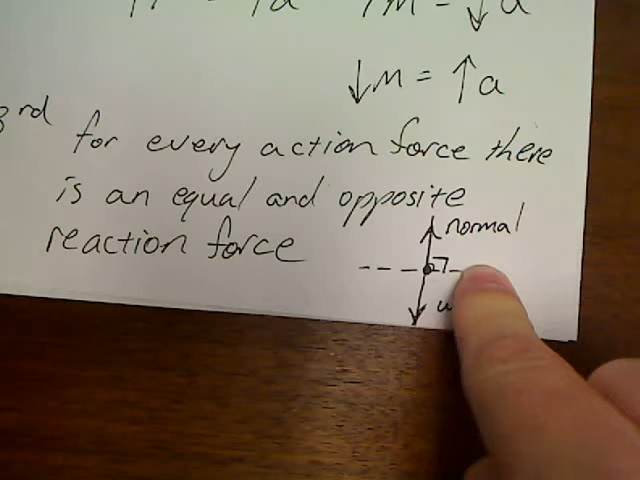 ↓M = ↑a
3rd for every action force there
is an equal and opposite
reaction force
normal